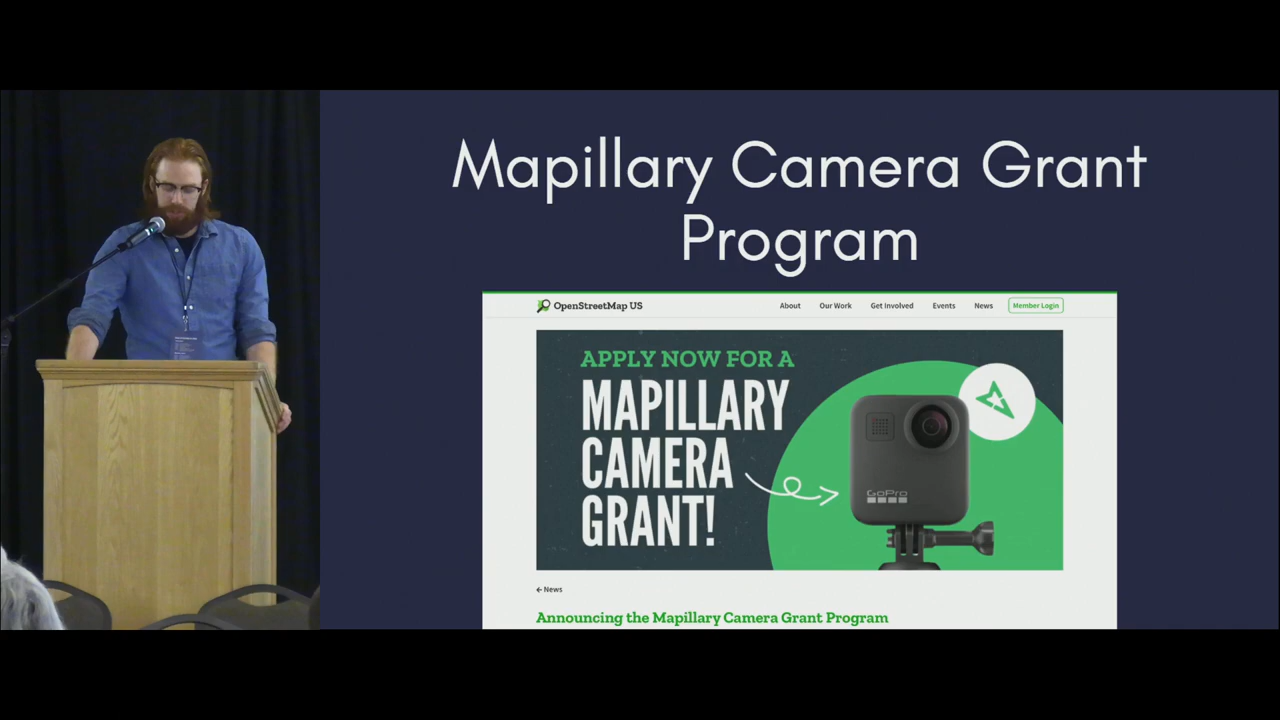 Mapillary Camera Grant
Program
OpenStreetMap US
About Our Work Get Involved Events News Member Login
APPLY NOW FOR A
MAPILLARY
CAMERA
GRANT!
GoPro
← News
Announcing the Mapillary Camera Grant Program